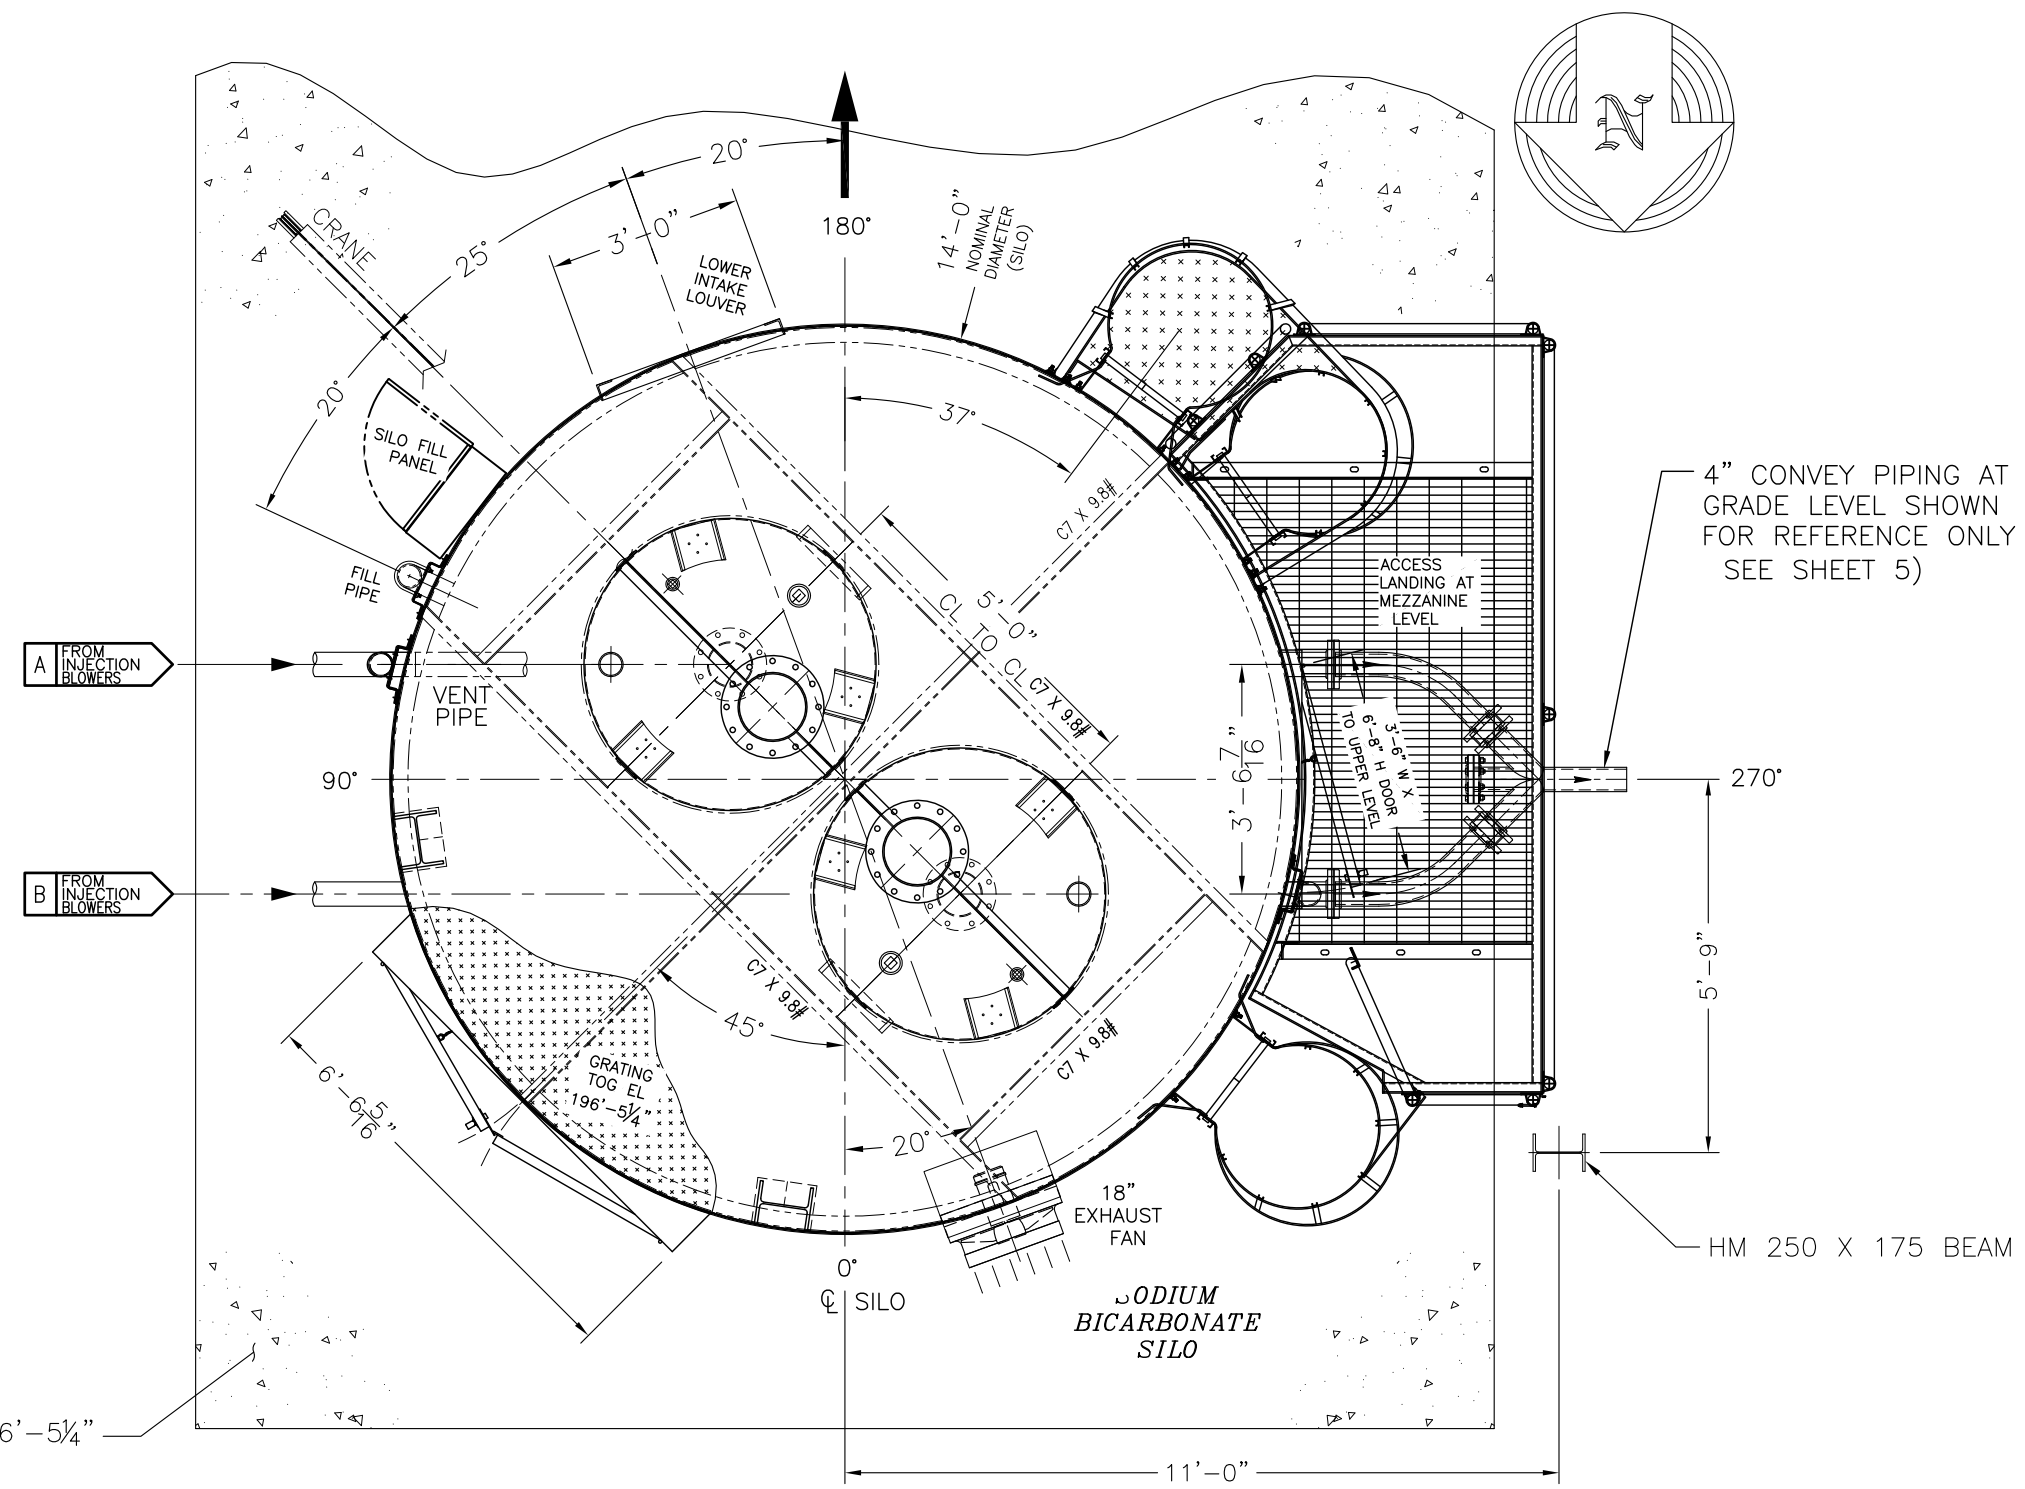 N
20°
180°
CRANE
25°
3'-0"
LOWER
INTAKE
LOUVER
14'-0"
NOMINAL
DIAMETER
(SILO)
20°
37°
SILO FILL
PANEL
FILL
PIPE
C7 X 9.8#
4" CONVEY PIPING AT
GRADE LEVEL SHOWN
FOR REFERENCE ONLY
SEE SHEET 5)
ACCESS
LANDING AT
MEZZANINE
LEVEL
5'-0"
CL TO CL
C7 X 9.8#
A
FROM
INJECTION
BLOWERS
VENT
PIPE
3'-6 7/16"
3'-6" W X
6'-8" H DOOR
TO UPPER LEVEL
90°
270°
B
FROM
INJECTION
BLOWERS
C7 X 9.8#
5'-9"
45°
C7 X 9.8#
GRATING
TOG EL
196'-5¼"
6'-6 5/16"
20°
18"
EXHAUST
FAN
HM 250 X 175 BEAM
0°
℄ SILO
SODIUM
BICARBONATE
SILO
6'-5¼"
11'-0"